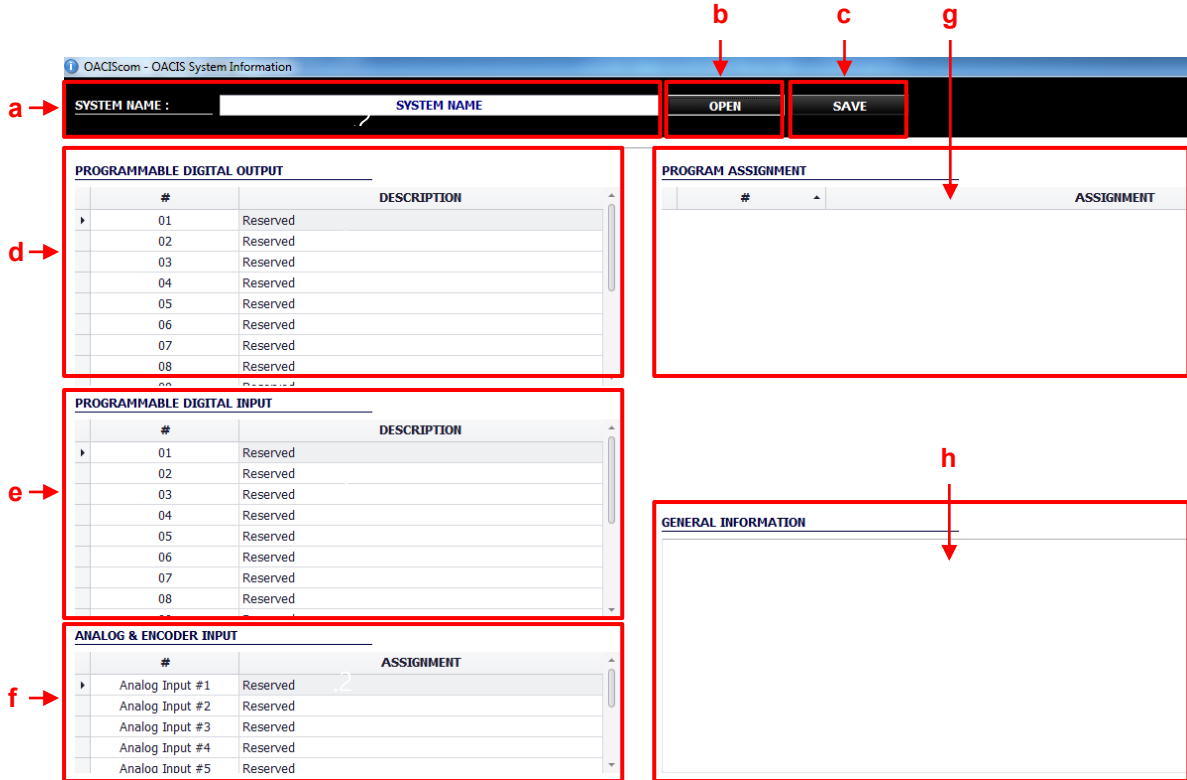 b c g
OACIScom - OACIS System Information
a SYSTEM NAME : SYSTEM NAME OPEN SAVE
.2
PROGRAMMABLE DIGITAL OUTPUT
# DESCRIPTION
01 Reserved
02 Reserved
d 03 Reserved
04 Reserved
05 Reserved
06 Reserved
07 Reserved
08 Reserved
PROGRAM ASSIGNMENT
# ASSIGNMENT
PROGRAMMABLE DIGITAL INPUT
# DESCRIPTION
01 Reserved
02 Reserved
e 03 Reserved
04 Reserved
05 Reserved
06 Reserved
07 Reserved
08 Reserved
ANALOG & ENCODER INPUT
# ASSIGNMENT
f Analog Input #1 Reserved .2
Analog Input #2 Reserved
Analog Input #3 Reserved
Analog Input #4 Reserved
Analog Input #5 Reserved
h
GENERAL INFORMATION